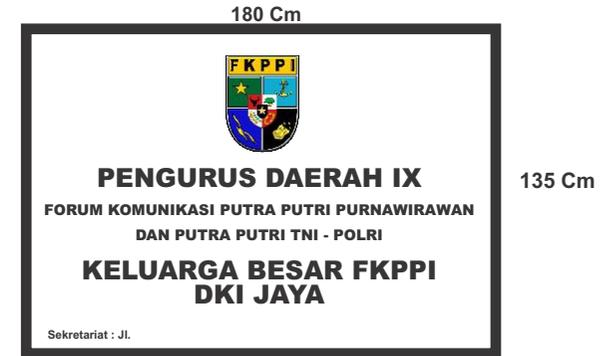 180 Cm
FKPPI
PENGURUS DAERAH IX
135 Cm
FORUM KOMUNIKASI PUTRA PUTRI PURNAWIRAWAN
DAN PUTRA PUTRI TNI - POLRI
KELUARGA BESAR FKPPI
DKI JAYA
Sekretariat : Jl.